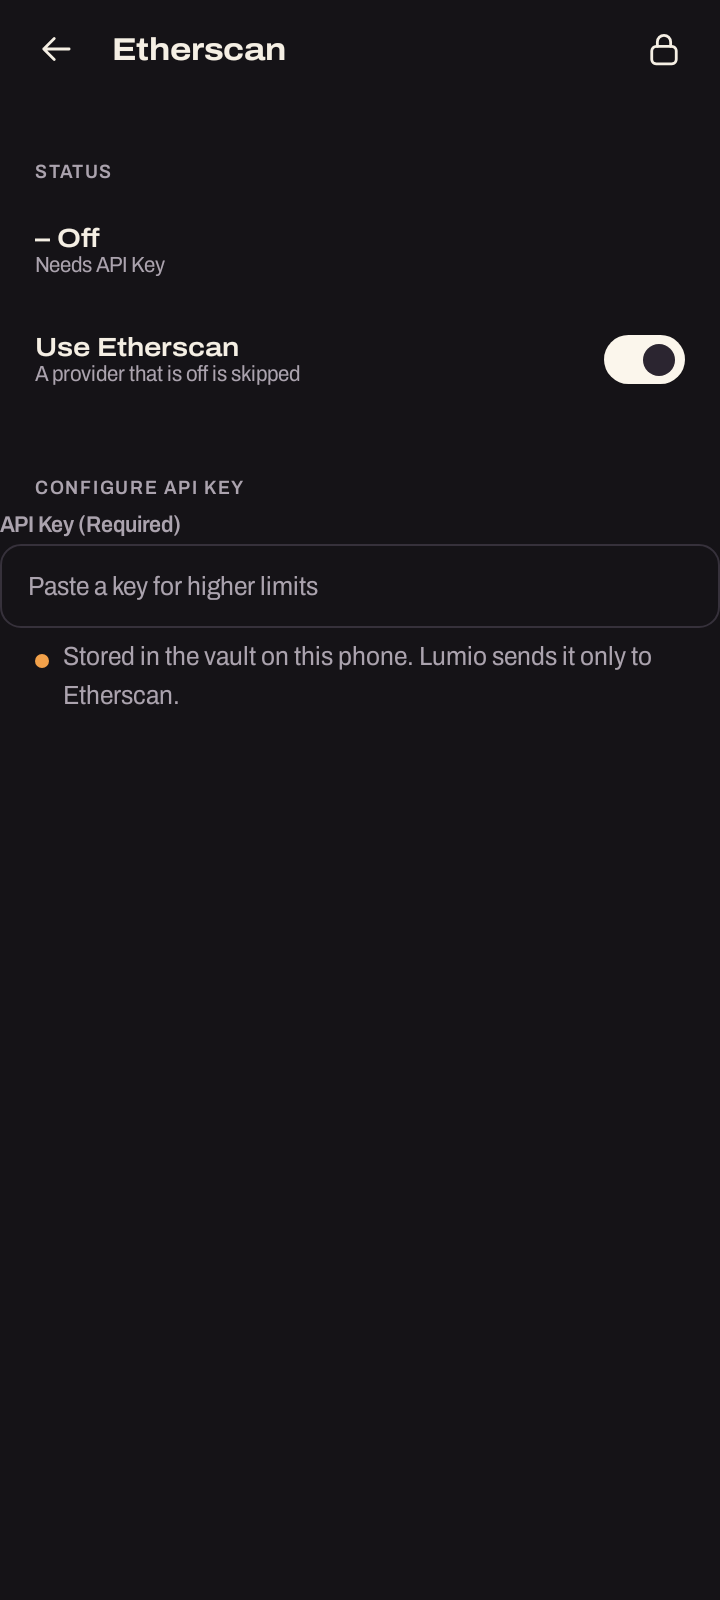 Etherscan
STATUS
– Off
Needs API Key
Use Etherscan
A provider that is off is skipped
CONFIGURE API KEY
API Key (Required)
Paste a key for higher limits
Stored in the vault on this phone. Lumio sends it only to
Etherscan.